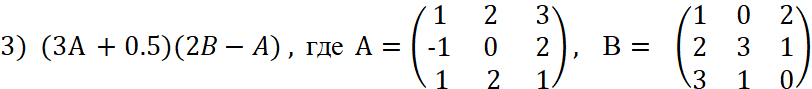 1 2 3 1 0 2
3) (3A + 0.5)(2B − A) , где A = ( -1 0 2 ), B = ( 2 3 1 )
1 2 1 3 1 0